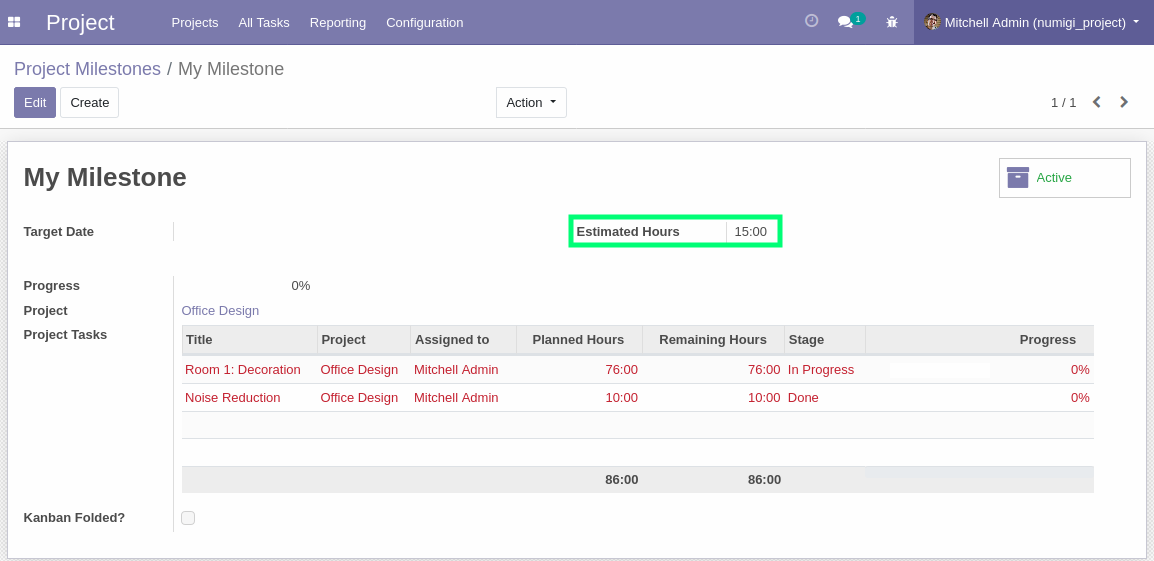 Project Projects All Tasks Reporting Configuration 1 Mitchell Admin (numigi_project)
Project Milestones / My Milestone
Edit Create Action 1 / 1
My Milestone
Active
Target Date Estimated Hours 15:00
Progress 0%
Project Office Design
Project Tasks
Title Project Assigned to Planned Hours Remaining Hours Stage Progress
Room 1: Decoration Office Design Mitchell Admin 76:00 76:00 In Progress 0%
Noise Reduction Office Design Mitchell Admin 10:00 10:00 Done 0%
86:00 86:00
Kanban Folded?